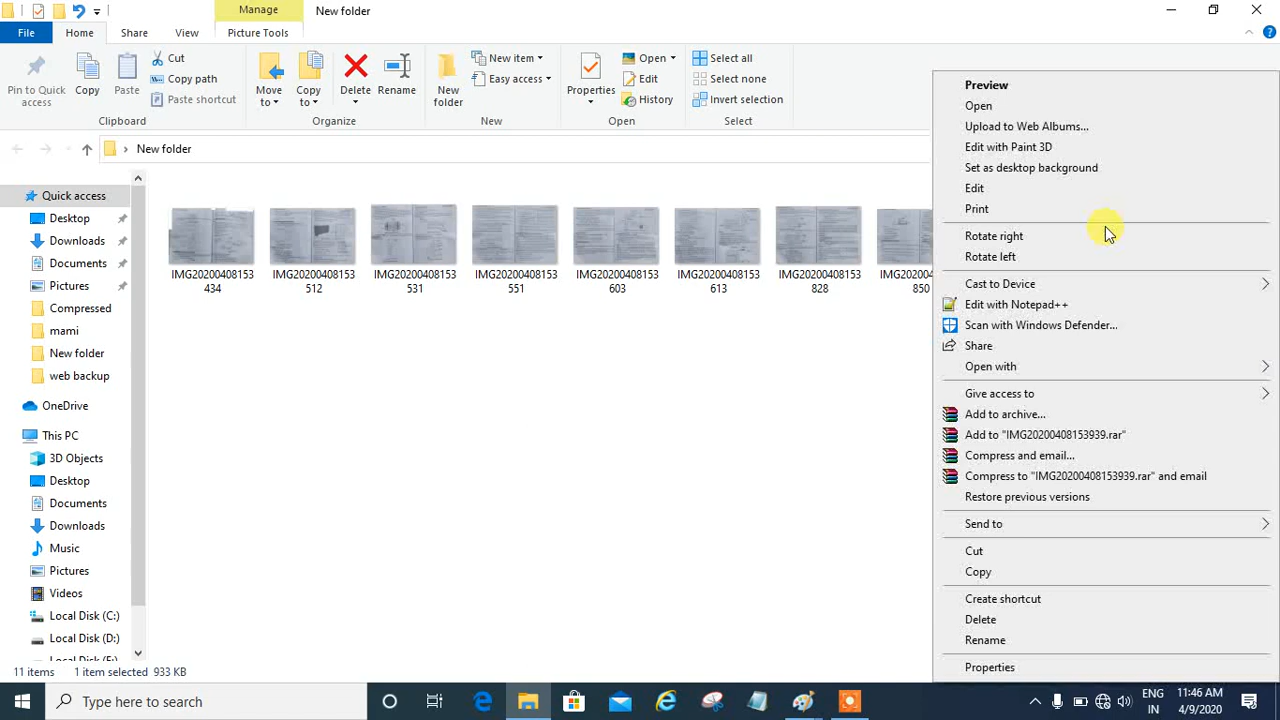 Manage
New folder
File
Home
Share
View
Picture Tools
Pin to Quick access
Copy
Paste
Cut
Copy path
Paste shortcut
Clipboard
Move to
Copy to
Delete
Rename
Organize
New folder
New item
Easy access
New
Properties
Open
Edit
History
Open
Select all
Select none
Invert selection
Select
New folder
Quick access
Desktop
Downloads
Documents
Pictures
Compressed
mami
New folder
web backup
OneDrive
This PC
3D Objects
Desktop
Documents
Downloads
Music
Pictures
Videos
Local Disk (C:)
Local Disk (D:)
IMG20200408153434
IMG20200408153512
IMG20200408153531
IMG20200408153551
IMG20200408153603
IMG20200408153613
IMG20200408153828
850
Preview
Open
Upload to Web Albums...
Edit with Paint 3D
Set as desktop background
Edit
Print
Rotate right
Rotate left
Cast to Device
Edit with Notepad++
Scan with Windows Defender...
Share
Open with
Give access to
Add to archive...
Add to "IMG20200408153939.rar"
Compress and email...
Compress to "IMG20200408153939.rar" and email
Restore previous versions
Send to
Cut
Copy
Create shortcut
Delete
Rename
Properties
11 items
1 item selected 933 KB
Type here to search
ENG
IN
11:46 AM
4/9/2020